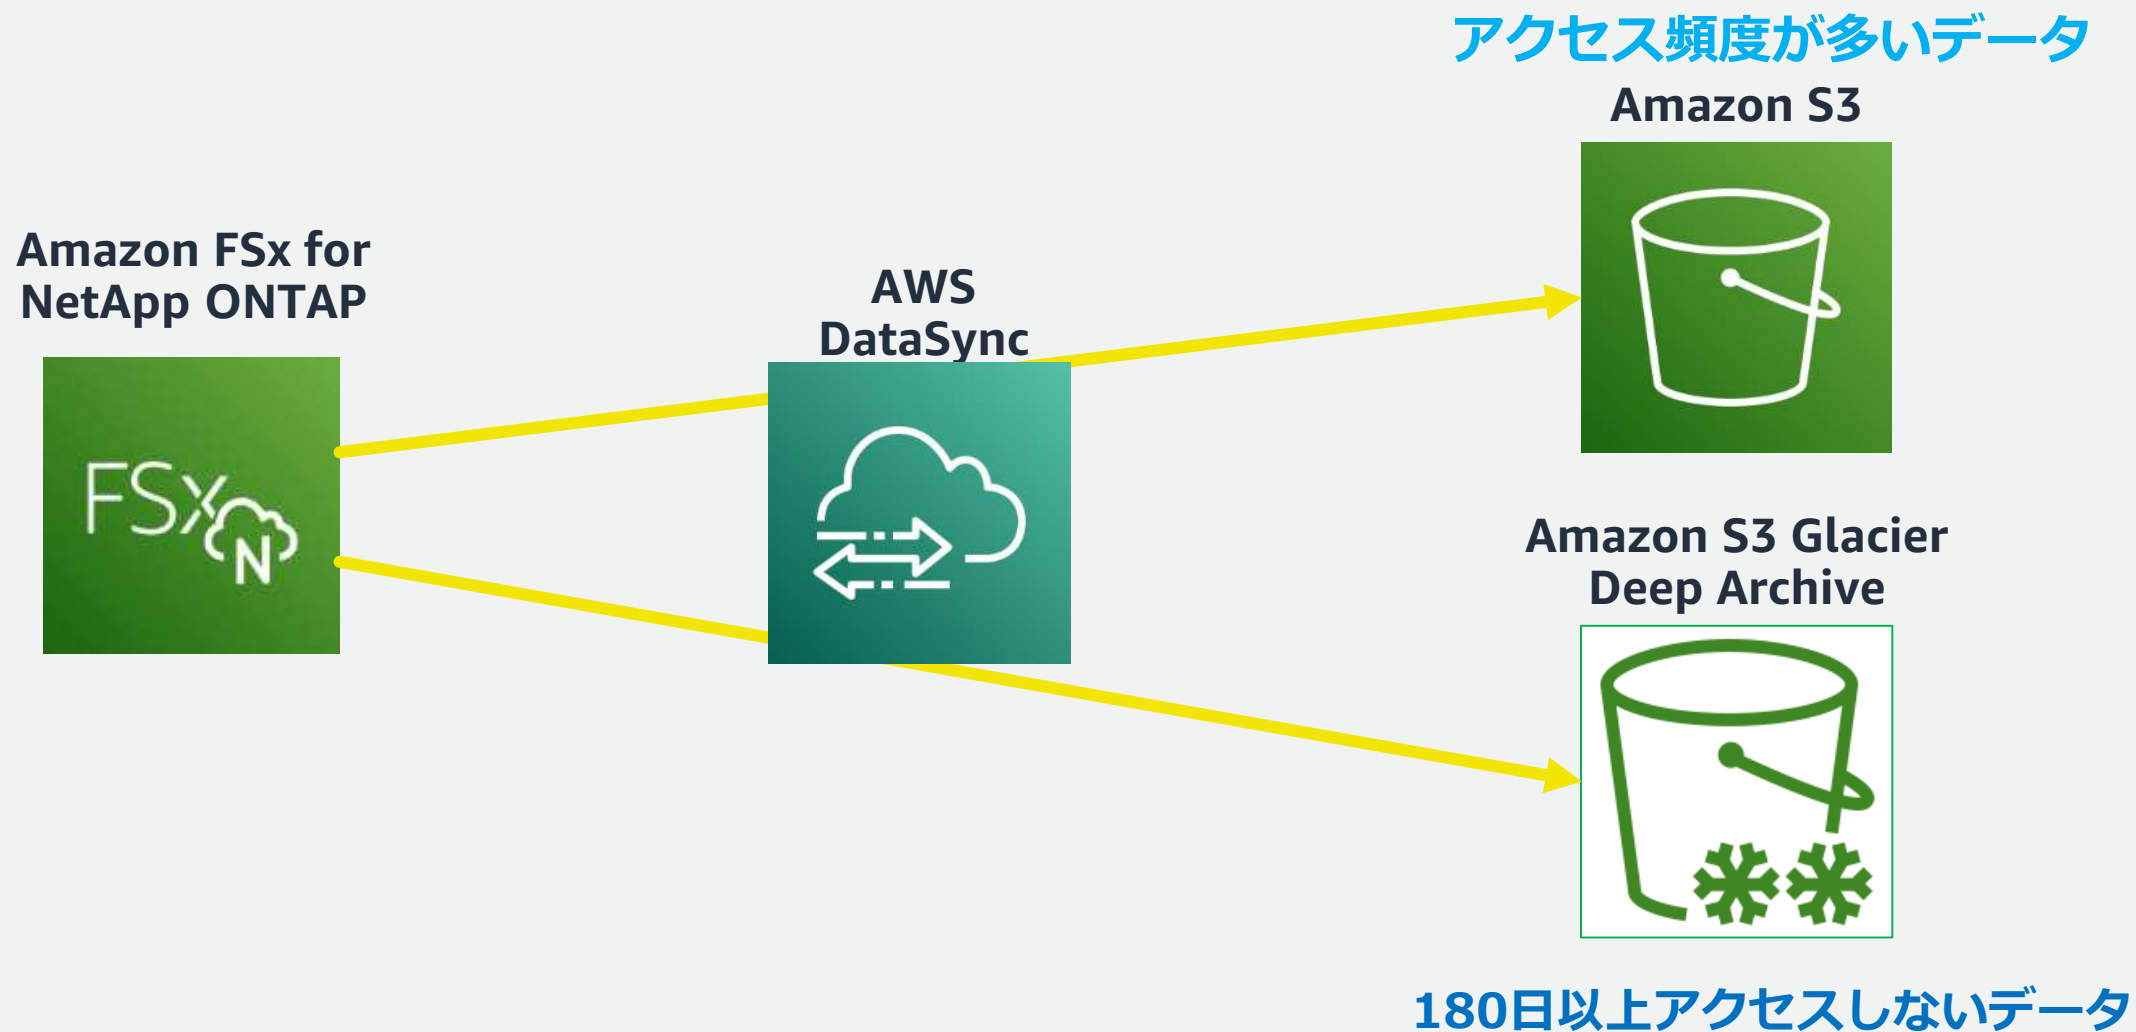 アクセス頻度が多いデータ
Amazon S3
Amazon FSx for
NetApp ONTAP
AWS
DataSync
FSx
N
Amazon S3 Glacier
Deep Archive
180日以上アクセスしないデータ